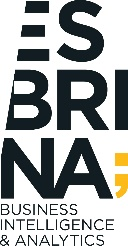 ES
BRI
NA;
BUSINESS
INTELLIGENCE
& ANALYTICS